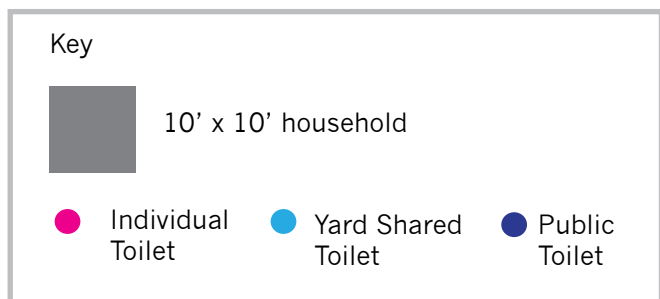 Key
10’ x 10’ household
Individual
Toilet
Yard Shared
Toilet
Public
Toilet